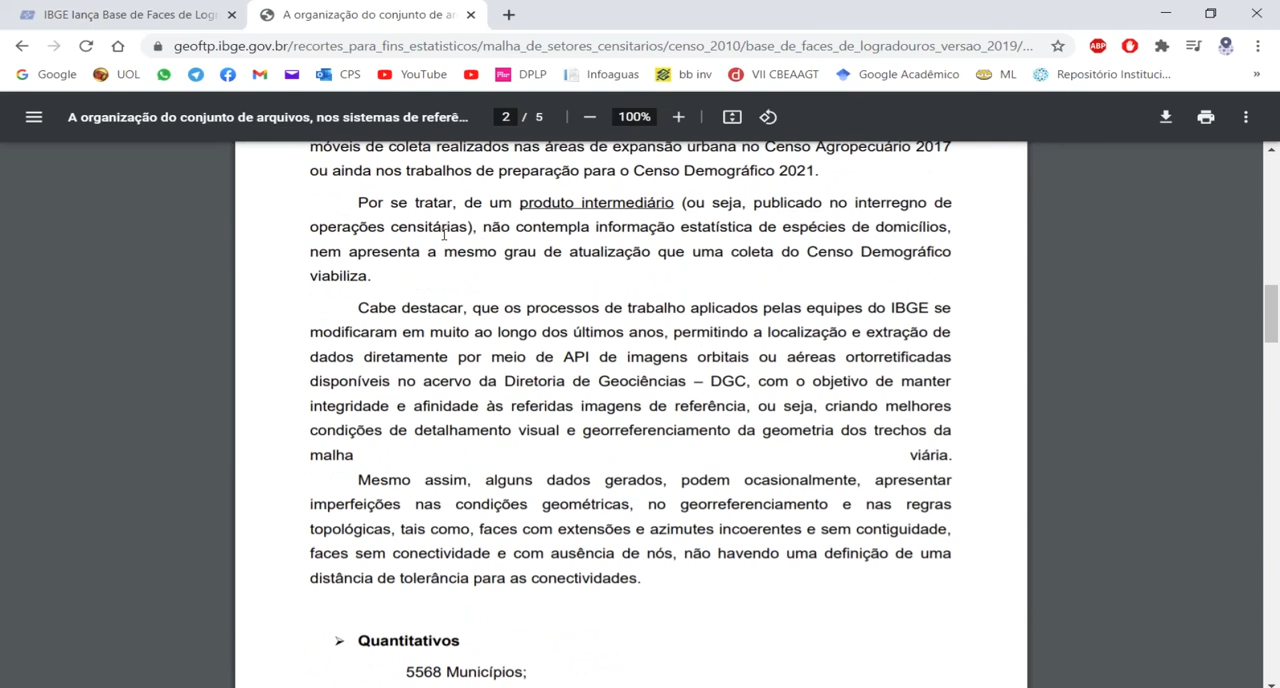 IBGE lança Base de Faces de Logr
A organização do conjunto de ar
geoftp.ibge.gov.br/recortes_para_fins_estatisticos/malha_de_setores_censitarios/censo_2010/base_de_faces_de_logradouros_versao_2019/...
ABP
Google UOL CPS YouTube DPLP Infoaguas bb inv VII CBEAAGT Google Acadêmico ML Repositório Instituci... »
A organização do conjunto de arquivos, nos sistemas de referê... 2 / 5 100%
móveis de coleta realizados nas áreas de expansão urbana no Censo Agropecuário 2017
ou ainda nos trabalhos de preparação para o Censo Demográfico 2021.
Por se tratar, de um produto intermediário (ou seja, publicado no interregno de
operações censitárias), não contempla informação estatística de espécies de domicílios,
nem apresenta a mesmo grau de atualização que uma coleta do Censo Demográfico
viabiliza.
Cabe destacar, que os processos de trabalho aplicados pelas equipes do IBGE se
modificaram em muito ao longo dos últimos anos, permitindo a localização e extração de
dados diretamente por meio de API de imagens orbitais ou aéreas ortorretificadas
disponíveis no acervo da Diretoria de Geociências – DGC, com o objetivo de manter
integridade e afinidade às referidas imagens de referência, ou seja, criando melhores
condições de detalhamento visual e georreferenciamento da geometria dos trechos da
malha viária.
Mesmo assim, alguns dados gerados, podem ocasionalmente, apresentar
imperfeições nas condições geométricas, no georreferenciamento e nas regras
topológicas, tais como, faces com extensões e azimutes incoerentes e sem contiguidade,
faces sem conectividade e com ausência de nós, não havendo uma definição de uma
distância de tolerância para as conectividades.
➢ Quantitativos
5568 Municípios;